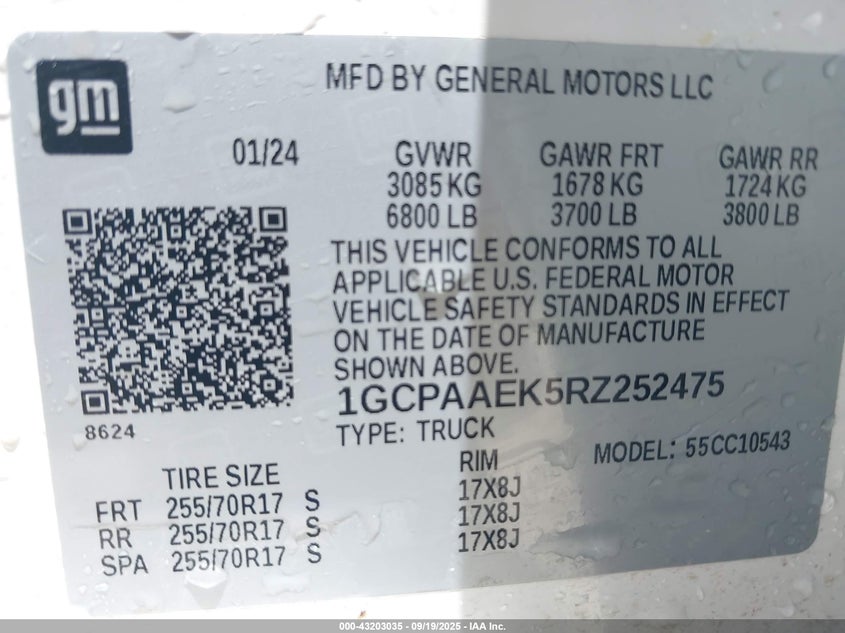 gm
MFD BY GENERAL MOTORS LLC
01/24 GVWR GAWR FRT GAWR RR
3085 KG 1678 KG 1724 KG
6800 LB 3700 LB 3800 LB
THIS VEHICLE CONFORMS TO ALL
APPLICABLE U.S. FEDERAL MOTOR
VEHICLE SAFETY STANDARDS IN EFFECT
ON THE DATE OF MANUFACTURE
SHOWN ABOVE.
1GCPAAEK5RZ252475
8624
TYPE: TRUCK MODEL: 55CC10543
TIRE SIZE RIM
FRT 255/70R17 S 17X8J
RR 255/70R17 S 17X8J
SPA 255/70R17 S 17X8J
000-43203035 - 09/19/2025 - IAA Inc.